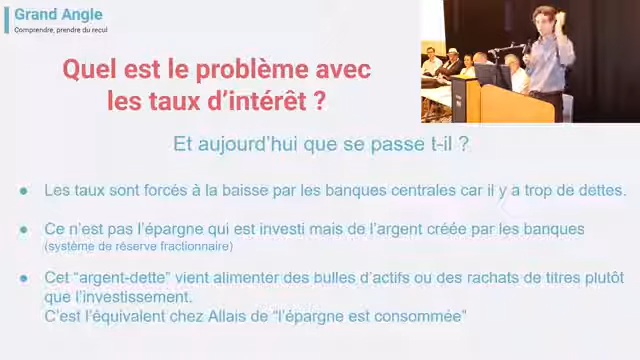 Grand Angle
Comprendre, prendre du recul
Quel est le problème avec
les taux d'intérêt ?
Et aujourd'hui que se passe t-il ?
Les taux sont forcés à la baisse par les banques centrales car il y a trop de dettes.
Ce n'est pas l'épargne qui est investi mais de l'argent créée par les banques
(système de réserve fractionnaire)
Cet "argent-dette" vient alimenter des bulles d'actifs ou des rachats de titres plutôt
que l'investissement.
C'est l'équivalent chez Allais de "l'épargne est consommée"